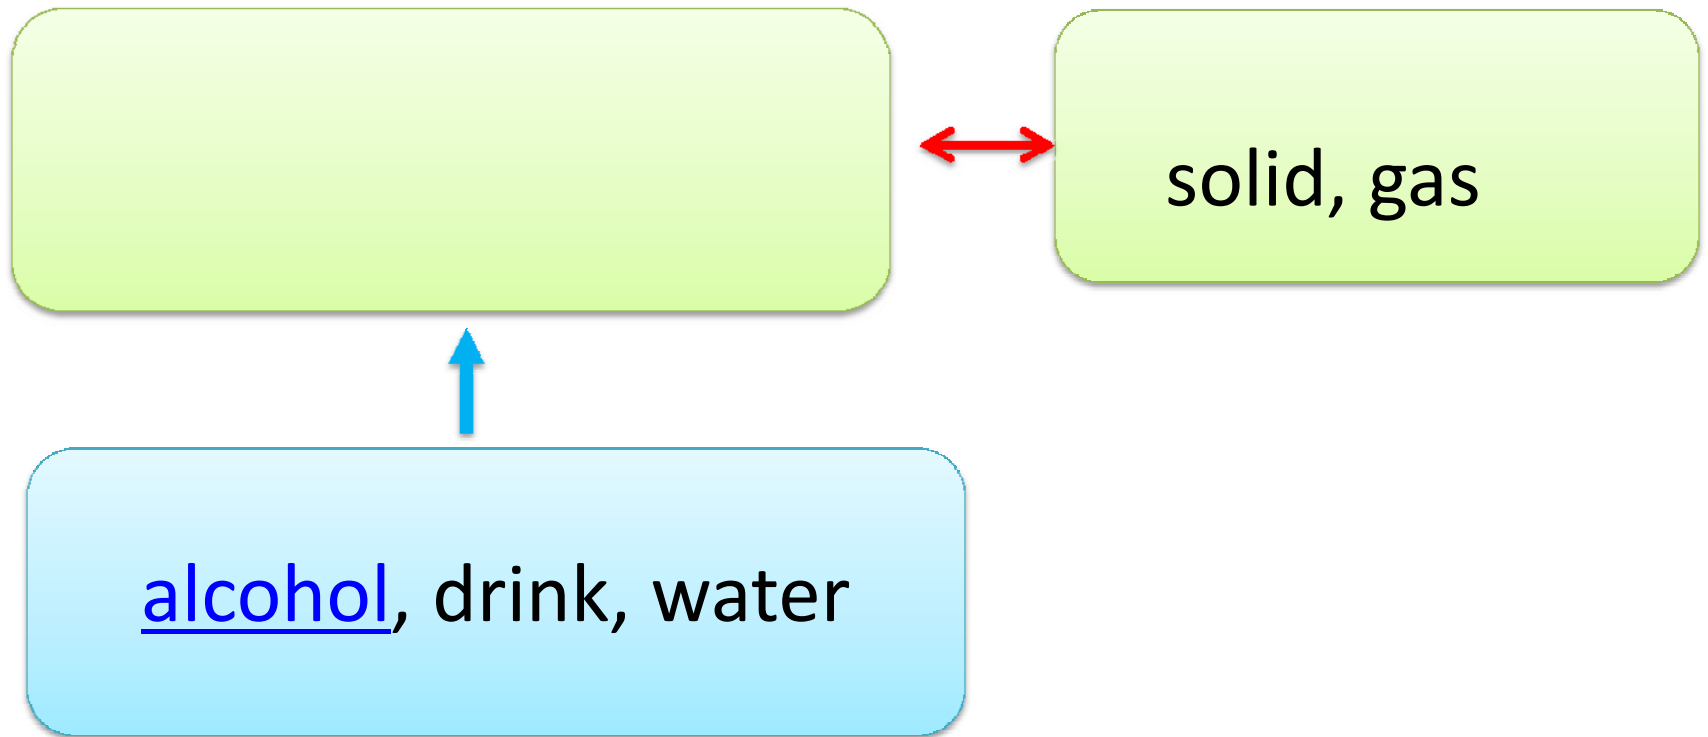 solid, gas
alcohol, drink, water